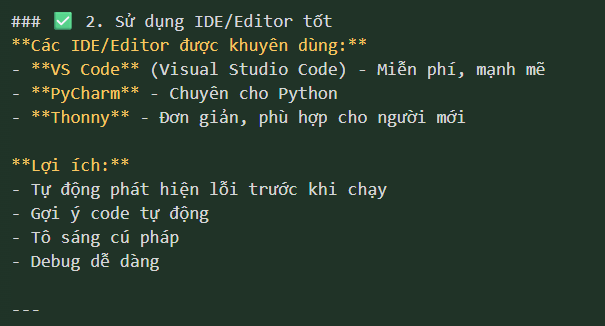 ### ✅ 2. Sử dụng IDE/Editor tốt
**Các IDE/Editor được khuyên dùng:**
- **VS Code** (Visual Studio Code) - Miễn phí, mạnh mẽ
- **PyCharm** - Chuyên cho Python
- **Thonny** - Đơn giản, phù hợp cho người mới

**Lợi ích:**
- Tự động phát hiện lỗi trước khi chạy
- Gợi ý code tự động
- Tô sáng cú pháp
- Debug dễ dàng

---